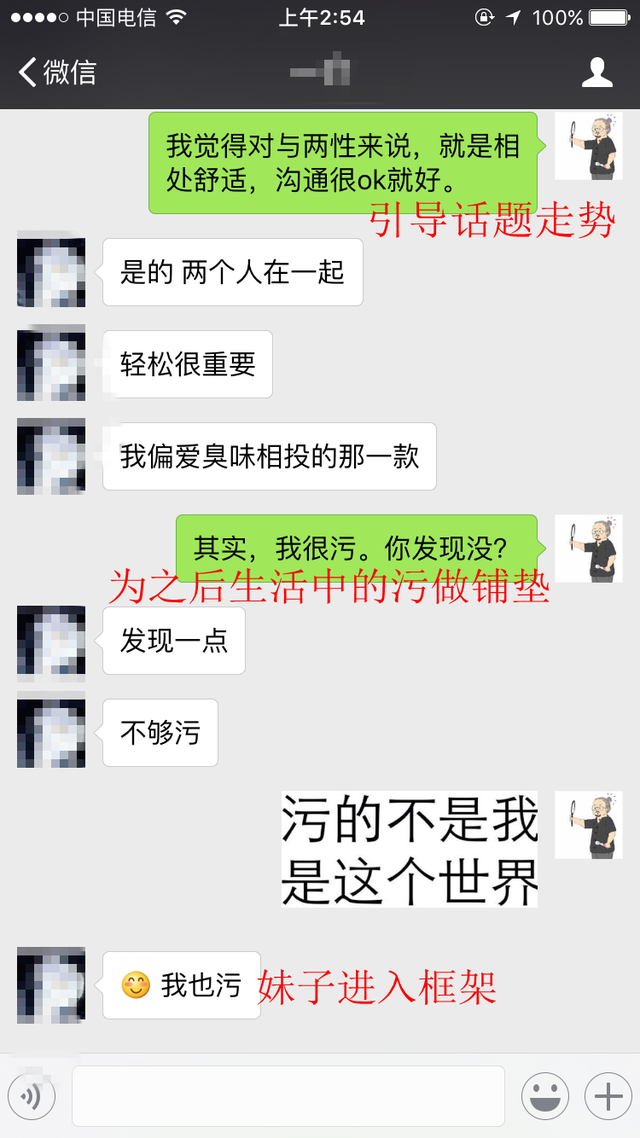 中国电信 上午2:54 100%
微信
我觉得对与两性来说，就是相
处舒适，沟通很ok就好。
引导话题走势
是的 两个人在一起
轻松很重要
我偏爱臭味相投的那一款
其实，我很污。你发现没？
为之后生活中的污做铺垫
发现一点
不够污
污的不是我
是这个世界
😊 我也污
妹子进入框架